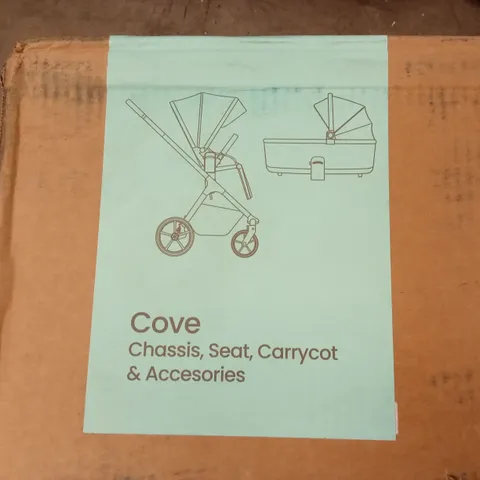 Cove
Chassis, Seat, Carrycot
& Accesories